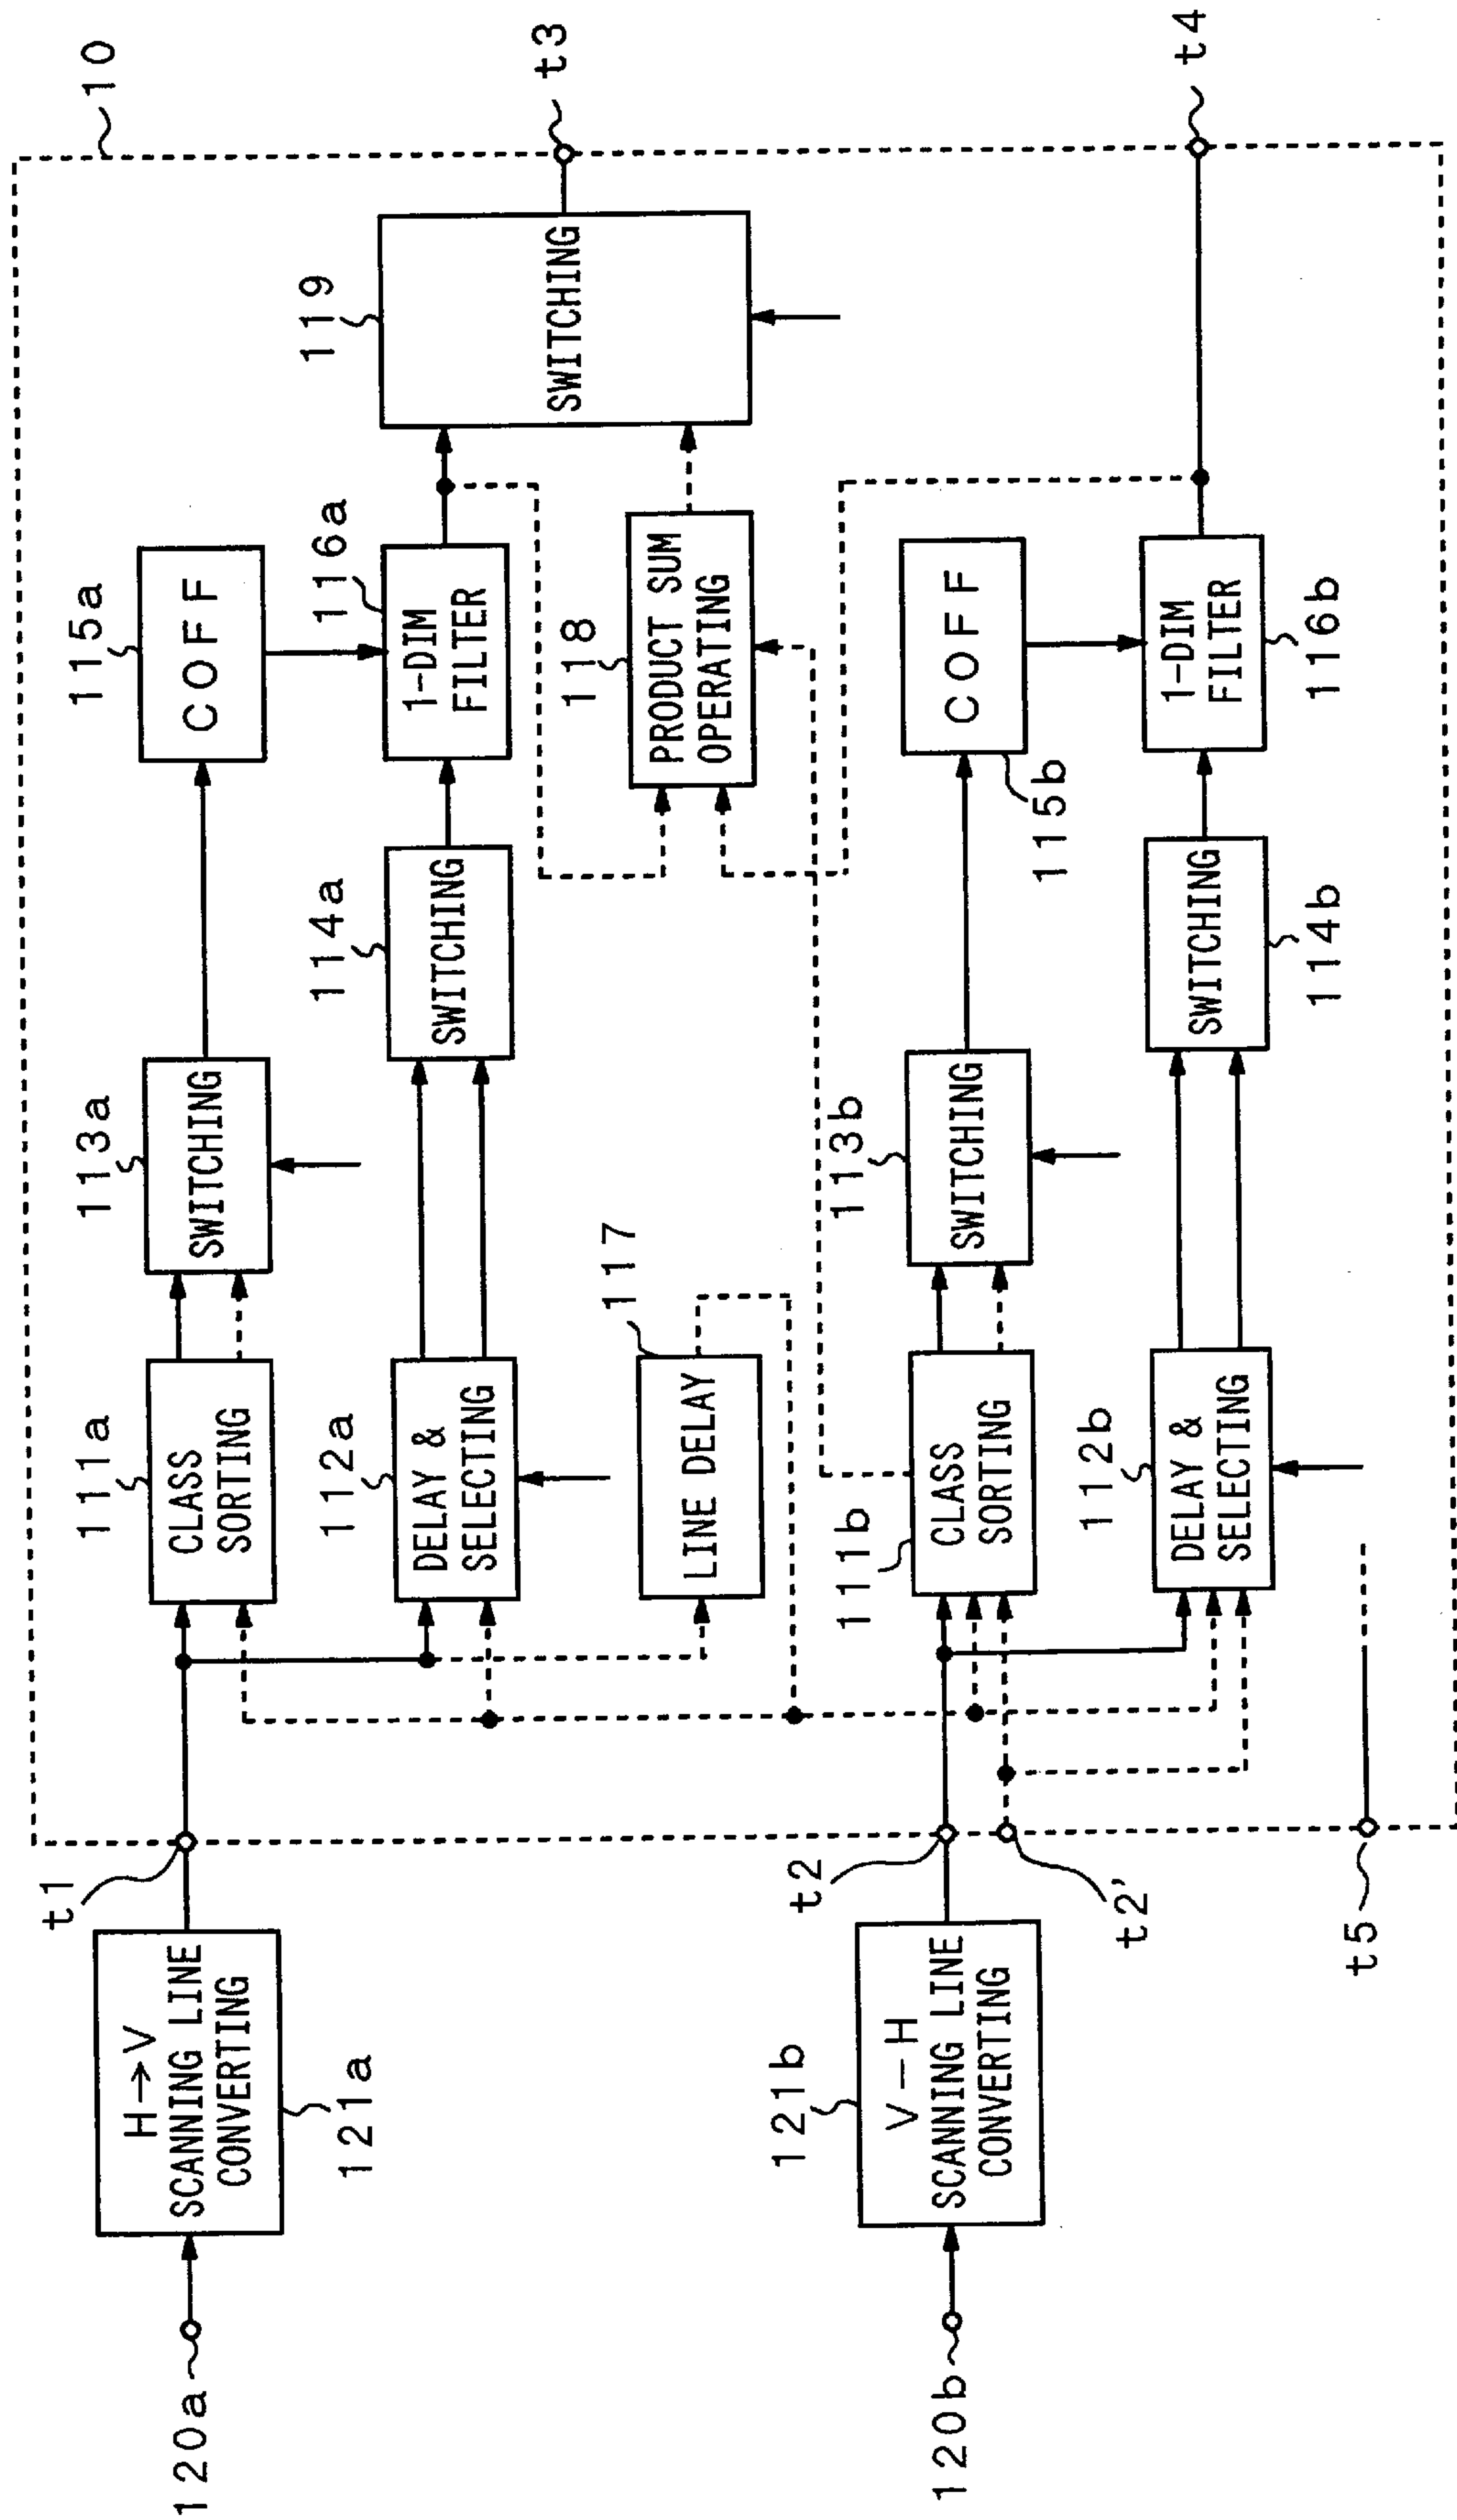 10
120a
H→V
SCANNING LINE
CONVERTING
121a
t1
111a
CLASS
SORTING
113a
SWITCHING
115a
COFF
112a
DELAY &
SELECTING
114a
SWITCHING
116a
1-DIM
FILTER
119
SWITCHING
t3
117
LINE DELAY
118
PRODUCT SUM
OPERATING
120b
121b
V-H
SCANNING LINE
CONVERTING
t2
t2'
111b
CLASS
SORTING
113b
SWITCHING
COFF
115b
112b
DELAY &
SELECTING
SWITCHING
114b
1-DIM
FILTER
116b
t4
t5